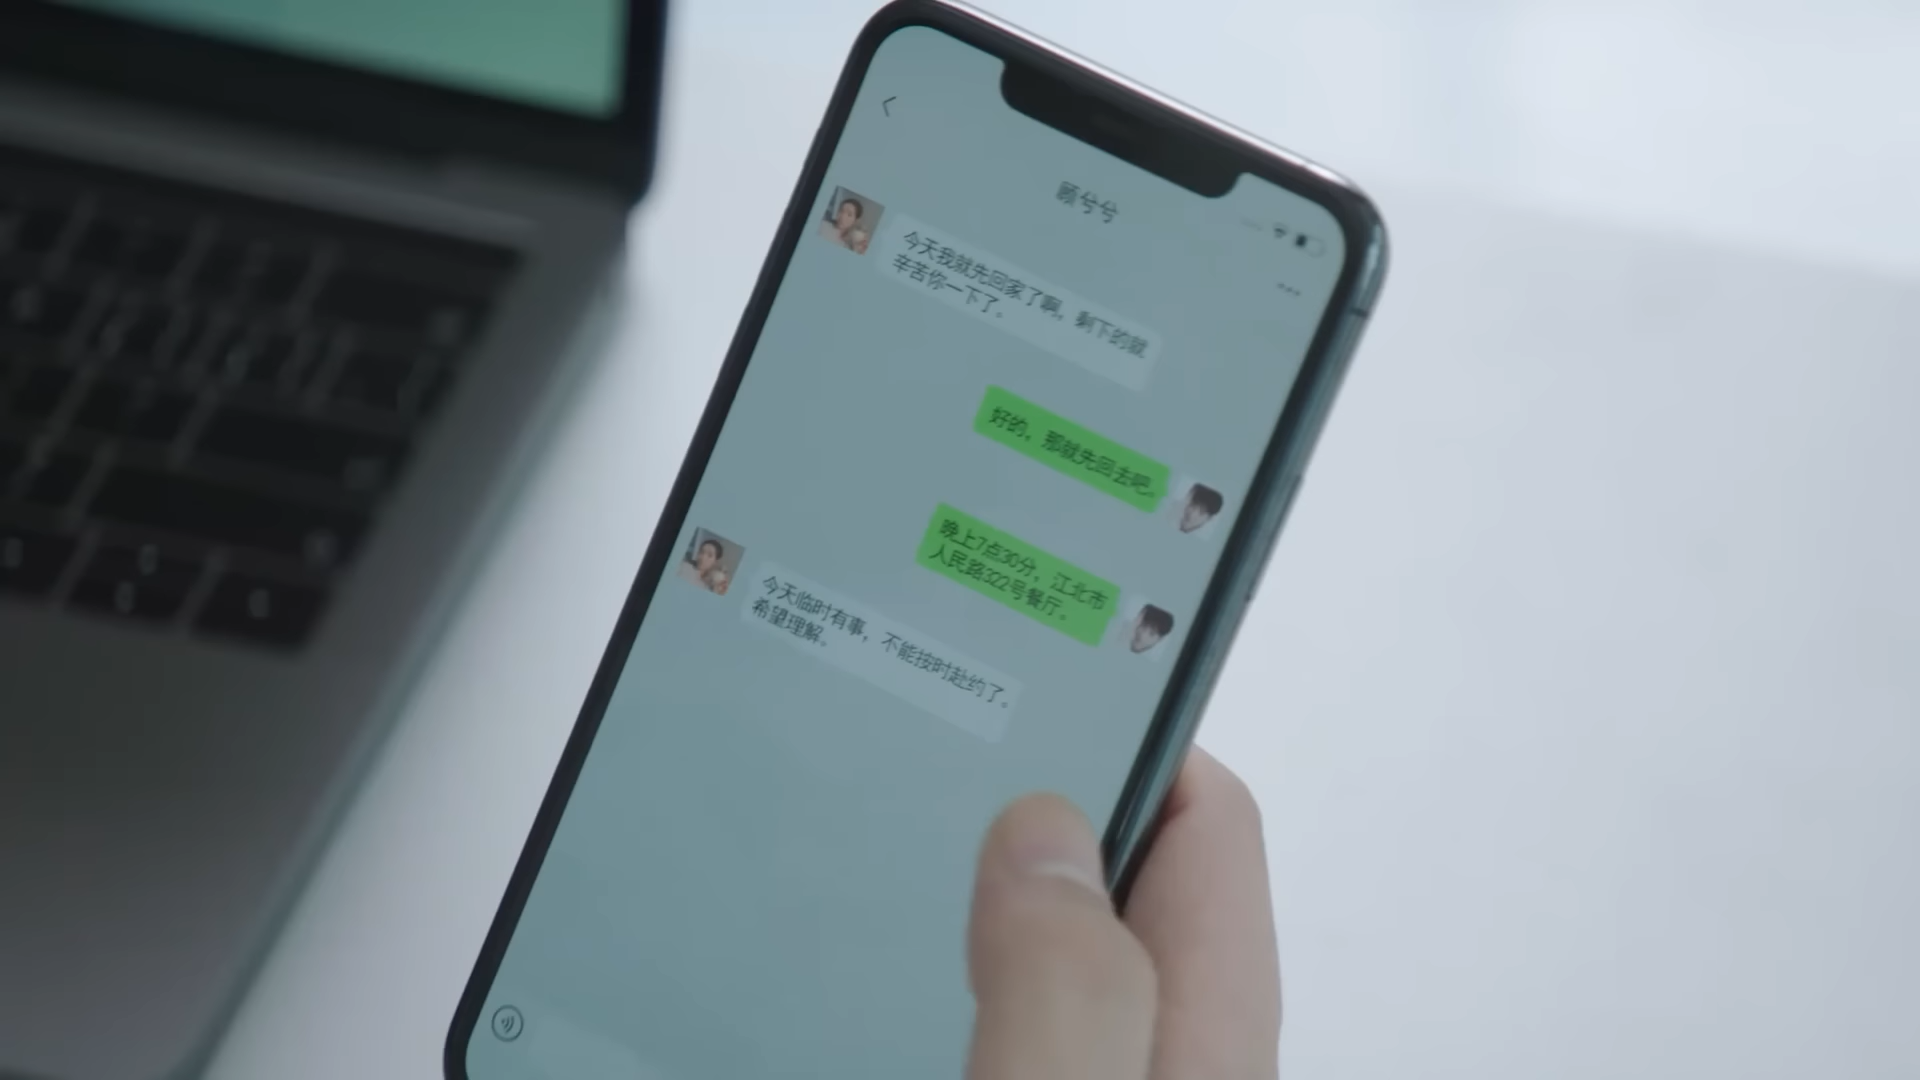 顾兮兮
今天我就先回家了啊，剩下的就
辛苦你一下了。
好的，那就先回去吧。
晚上7点30分，江北市
人民路322号餐厅。
今天临时有事，不能按时赴约了。
希望理解。